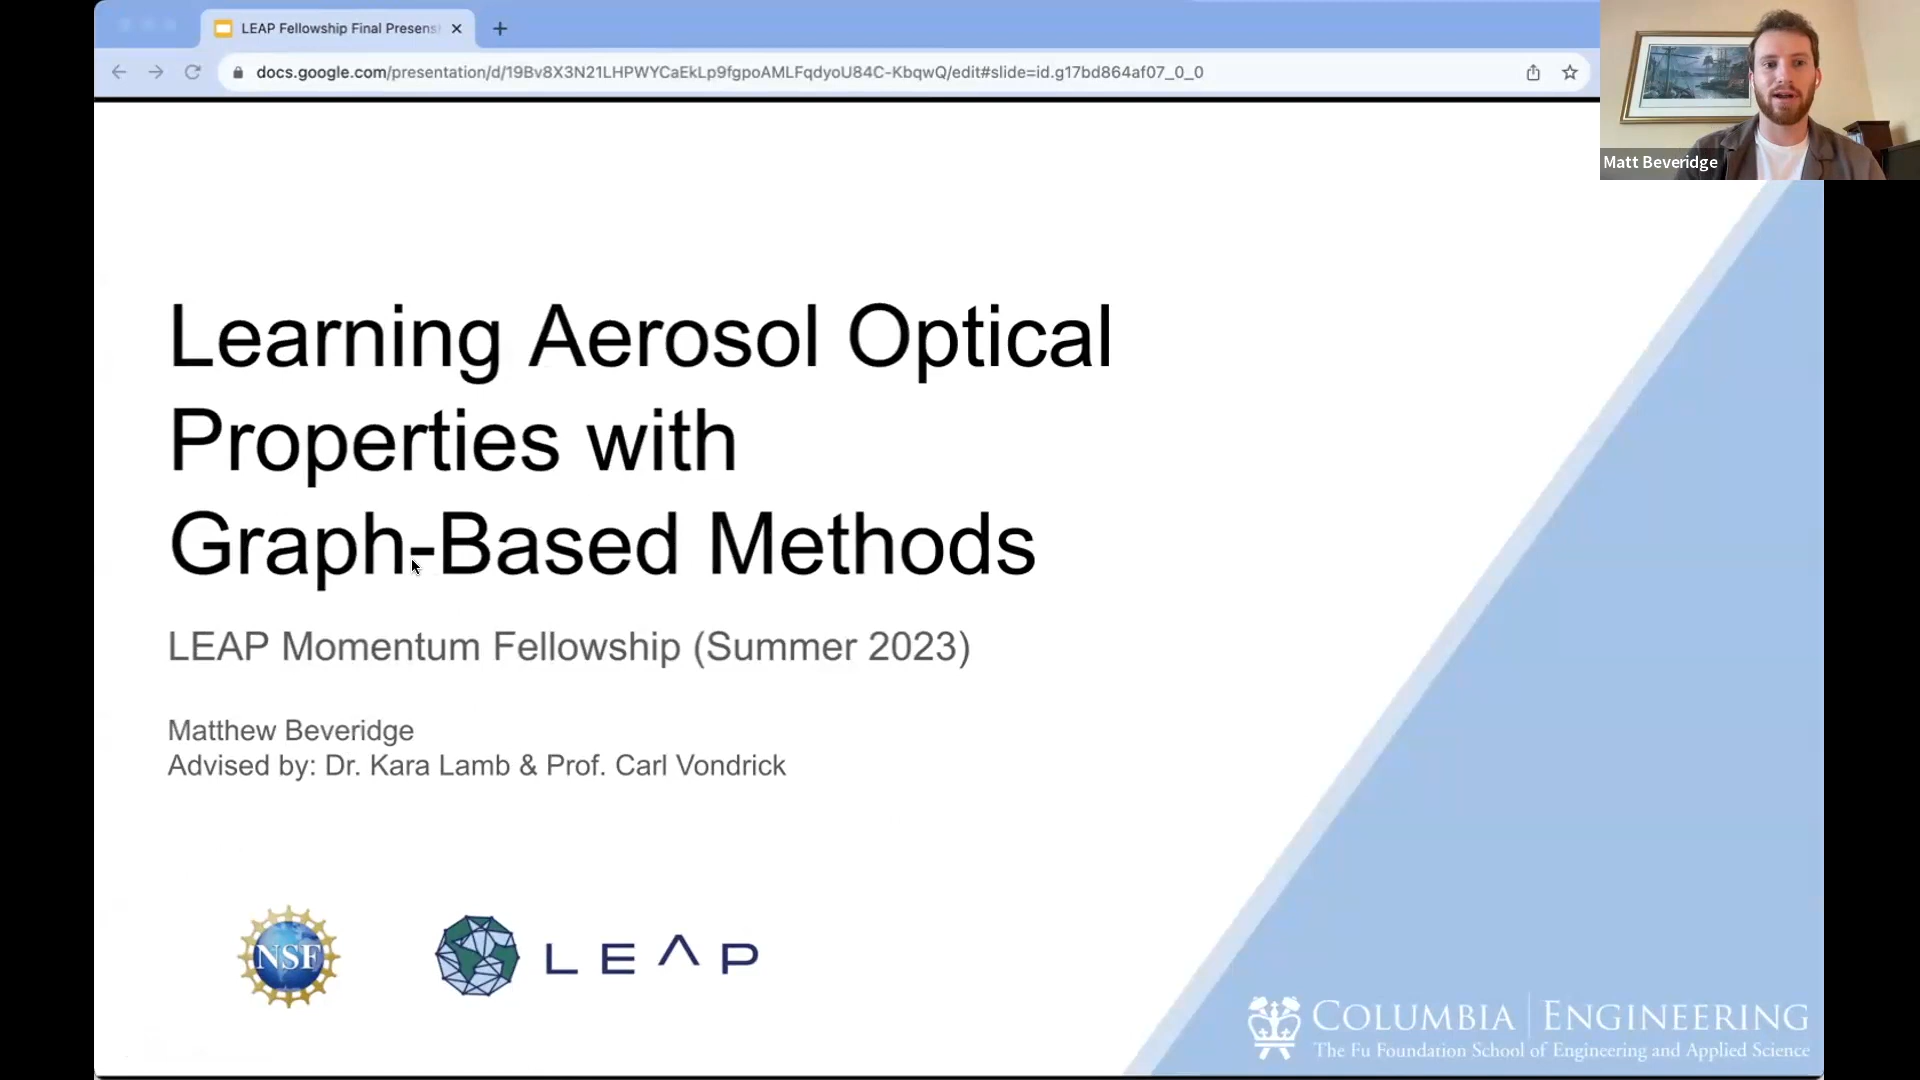 LEAP Fellowship Final Presens
docs.google.com/presentation/d/19Bv8X3N21LHPWYCaEkLp9fgpoAMLFqdyoU84C-KbqwQ/edit#slide=id.g17bd864af07_0_0
Matt Beveridge
Learning Aerosol Optical
Properties with
Graph-Based Methods
LEAP Momentum Fellowship (Summer 2023)
Matthew Beveridge
Advised by: Dr. Kara Lamb & Prof. Carl Vondrick
NSF
LEAP
COLUMBIA | ENGINEERING
The Fu Foundation School of Engineering and Applied Science